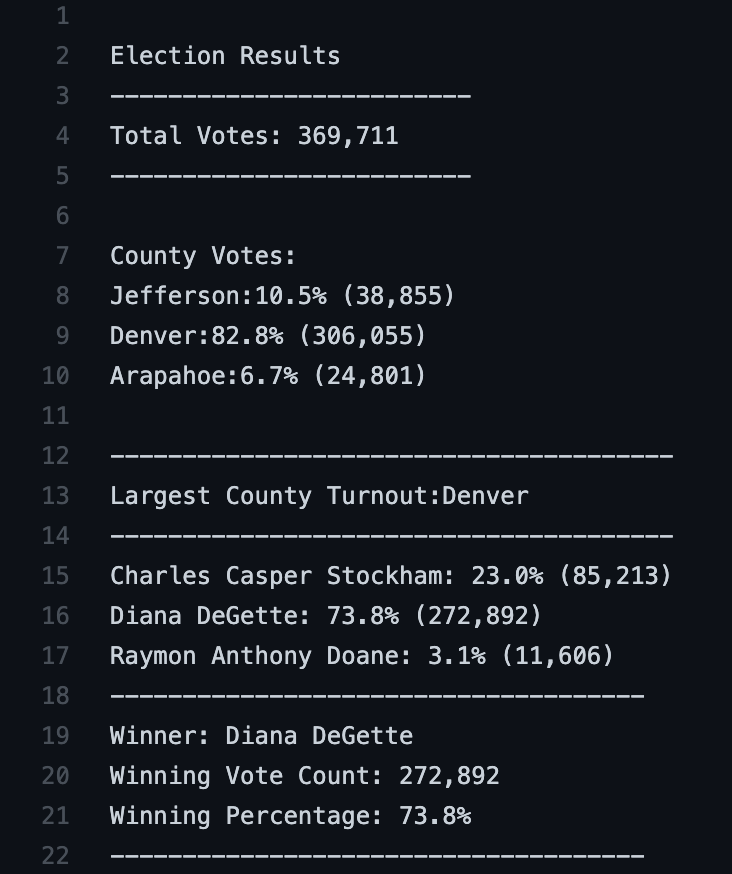 1
2 Election Results
3 -------------------------
4 Total Votes: 369,711
5 -------------------------
6
7 County Votes:
8 Jefferson:10.5% (38,855)
9 Denver:82.8% (306,055)
10 Arapahoe:6.7% (24,801)
11
12 ---------------------------------------
13 Largest County Turnout:Denver
14 ---------------------------------------
15 Charles Casper Stockham: 23.0% (85,213)
16 Diana DeGette: 73.8% (272,892)
17 Raymon Anthony Doane: 3.1% (11,606)
18 -------------------------------------
19 Winner: Diana DeGette
20 Winning Vote Count: 272,892
21 Winning Percentage: 73.8%
22 -------------------------------------